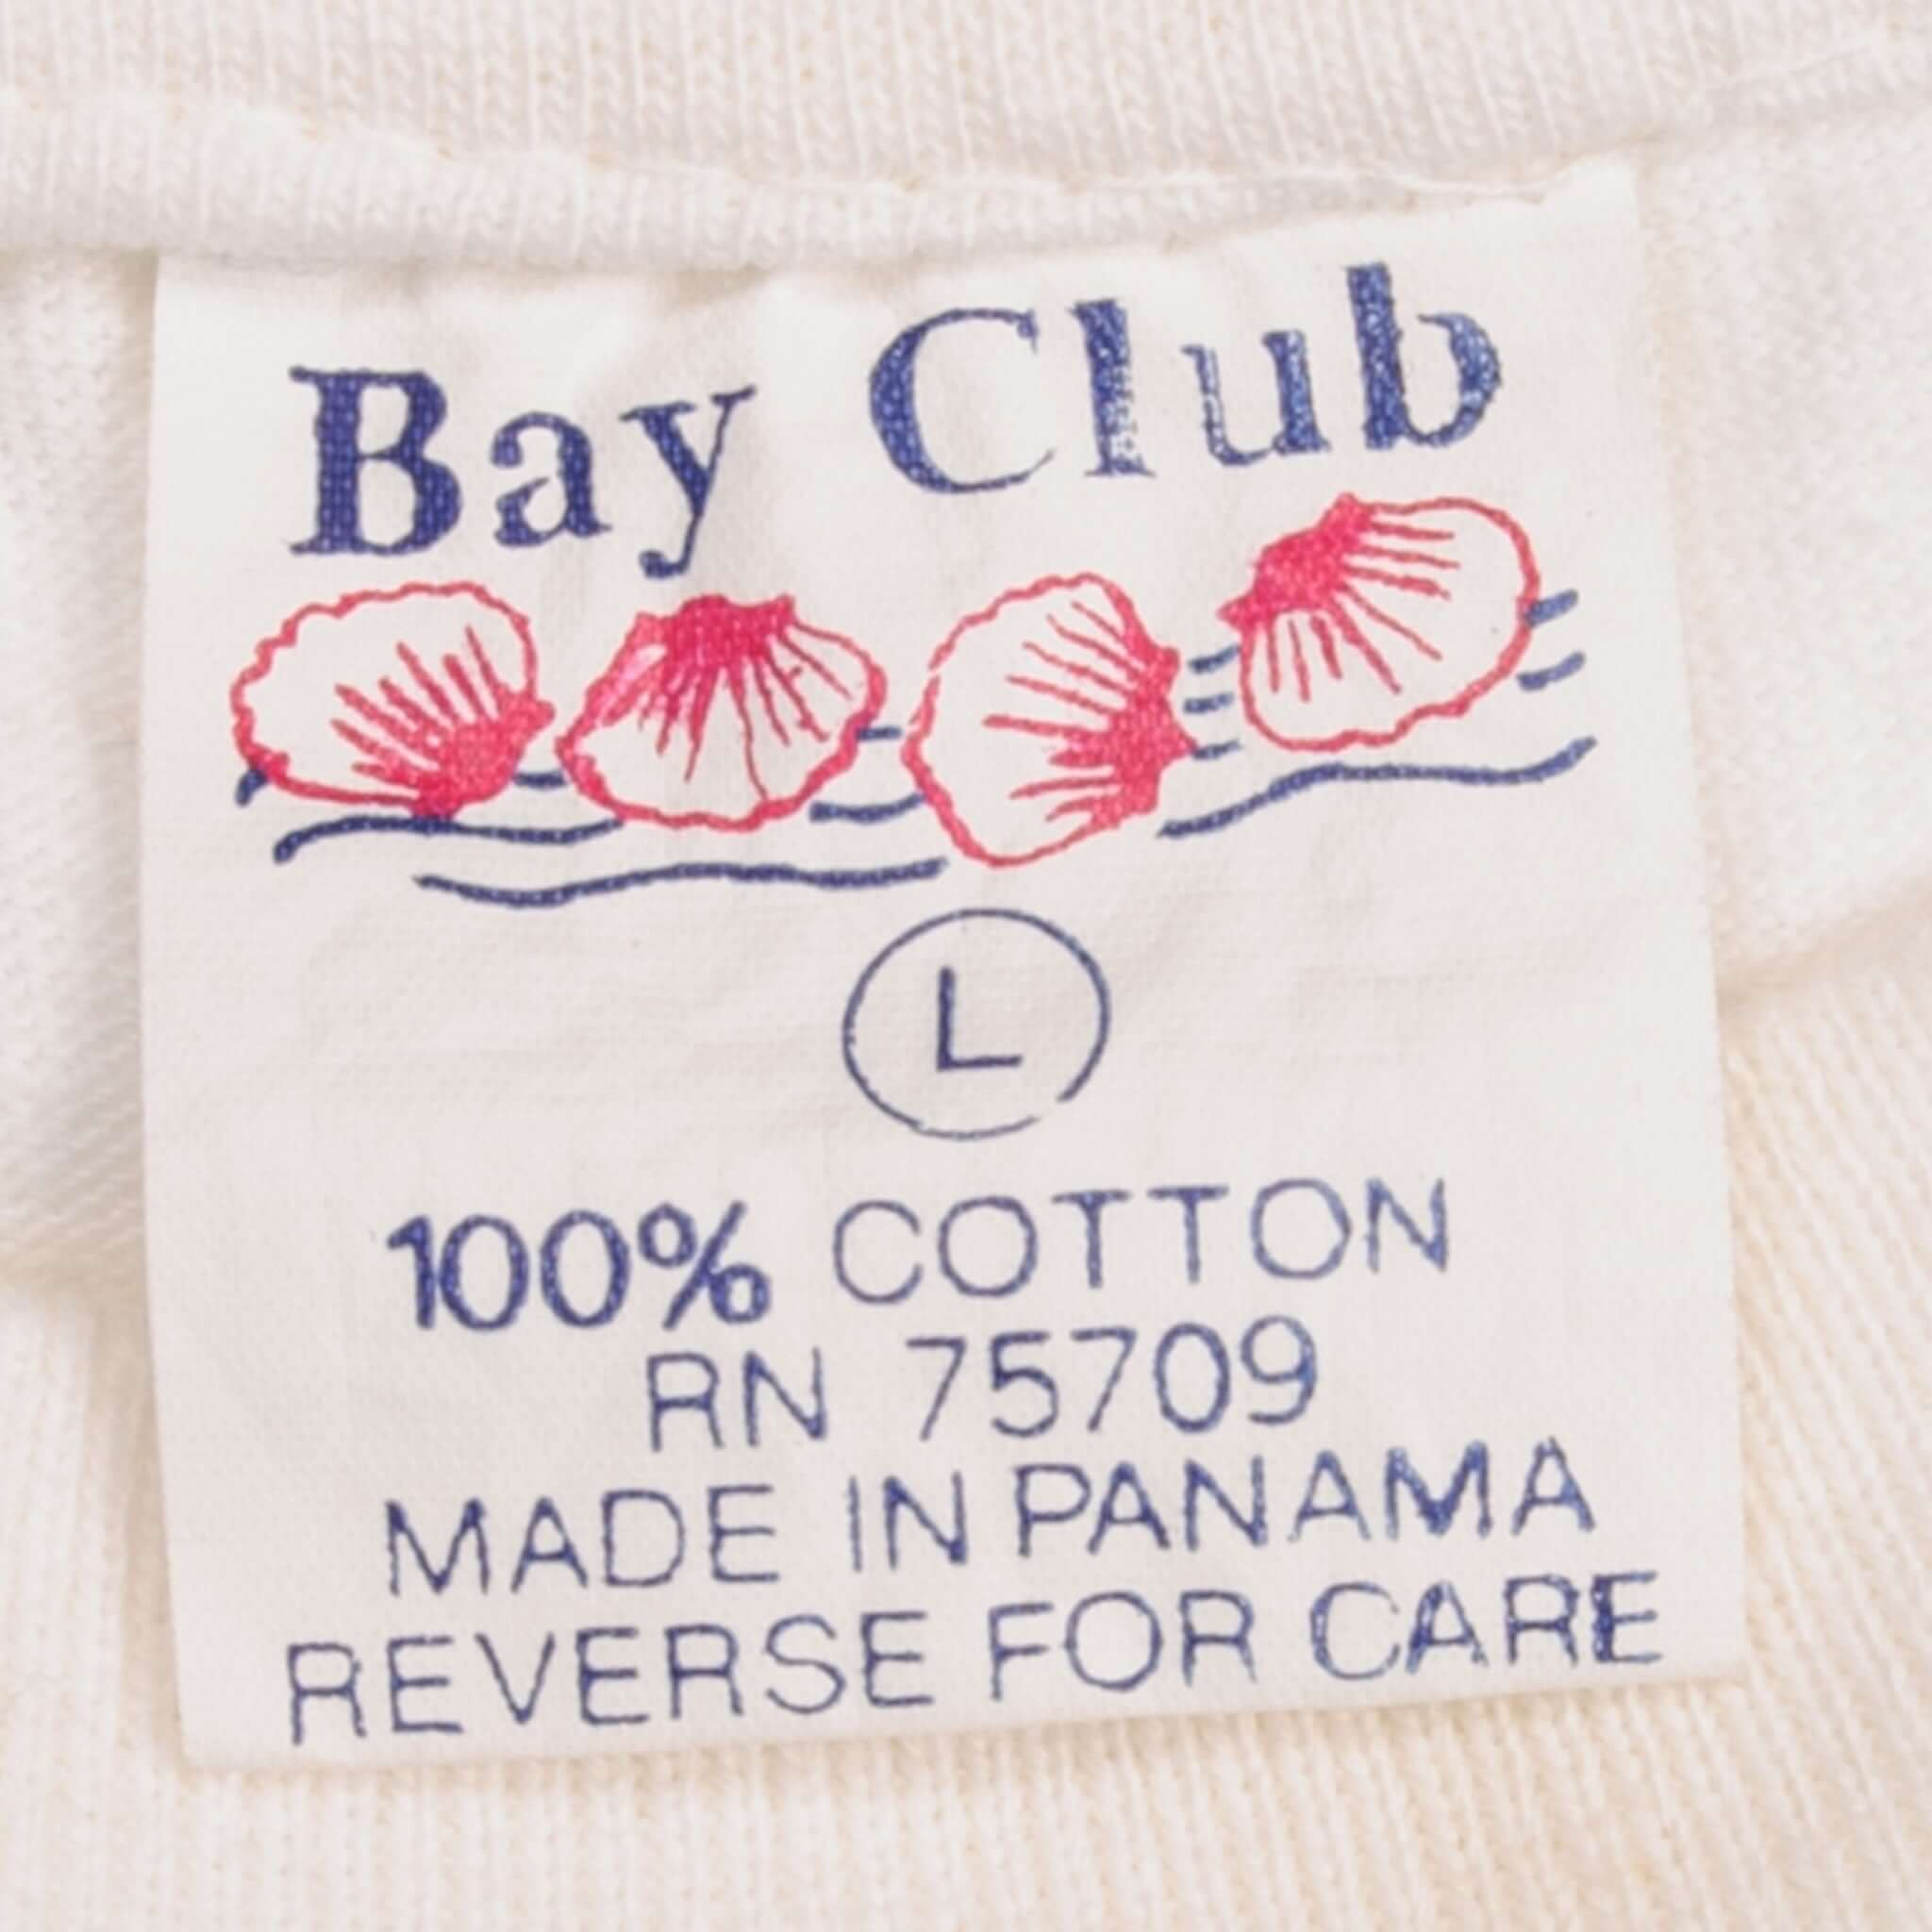 Bay Club
L
100% COTTON
RN 75709
MADE IN PANAMA
REVERSE FOR CARE